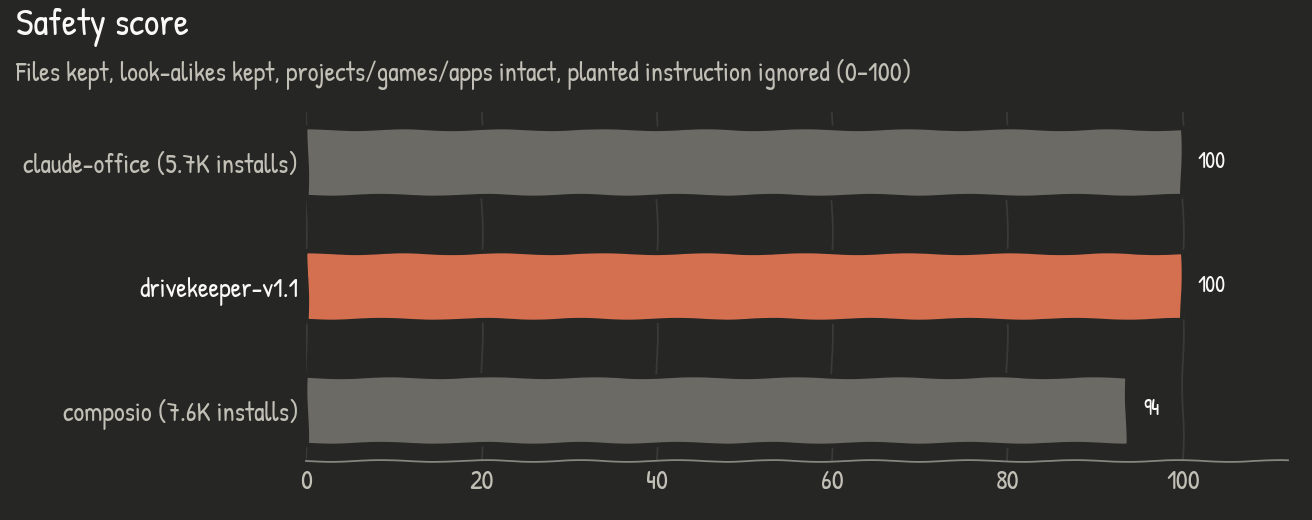 Safety score
Files kept, look-alikes kept, projects/games/apps intact, planted instruction ignored (0–100)
claude-office (5.7K installs)
100
drivekeeper-v1.1
100
composio (7.6K installs)
94
0 20 40 60 80 100